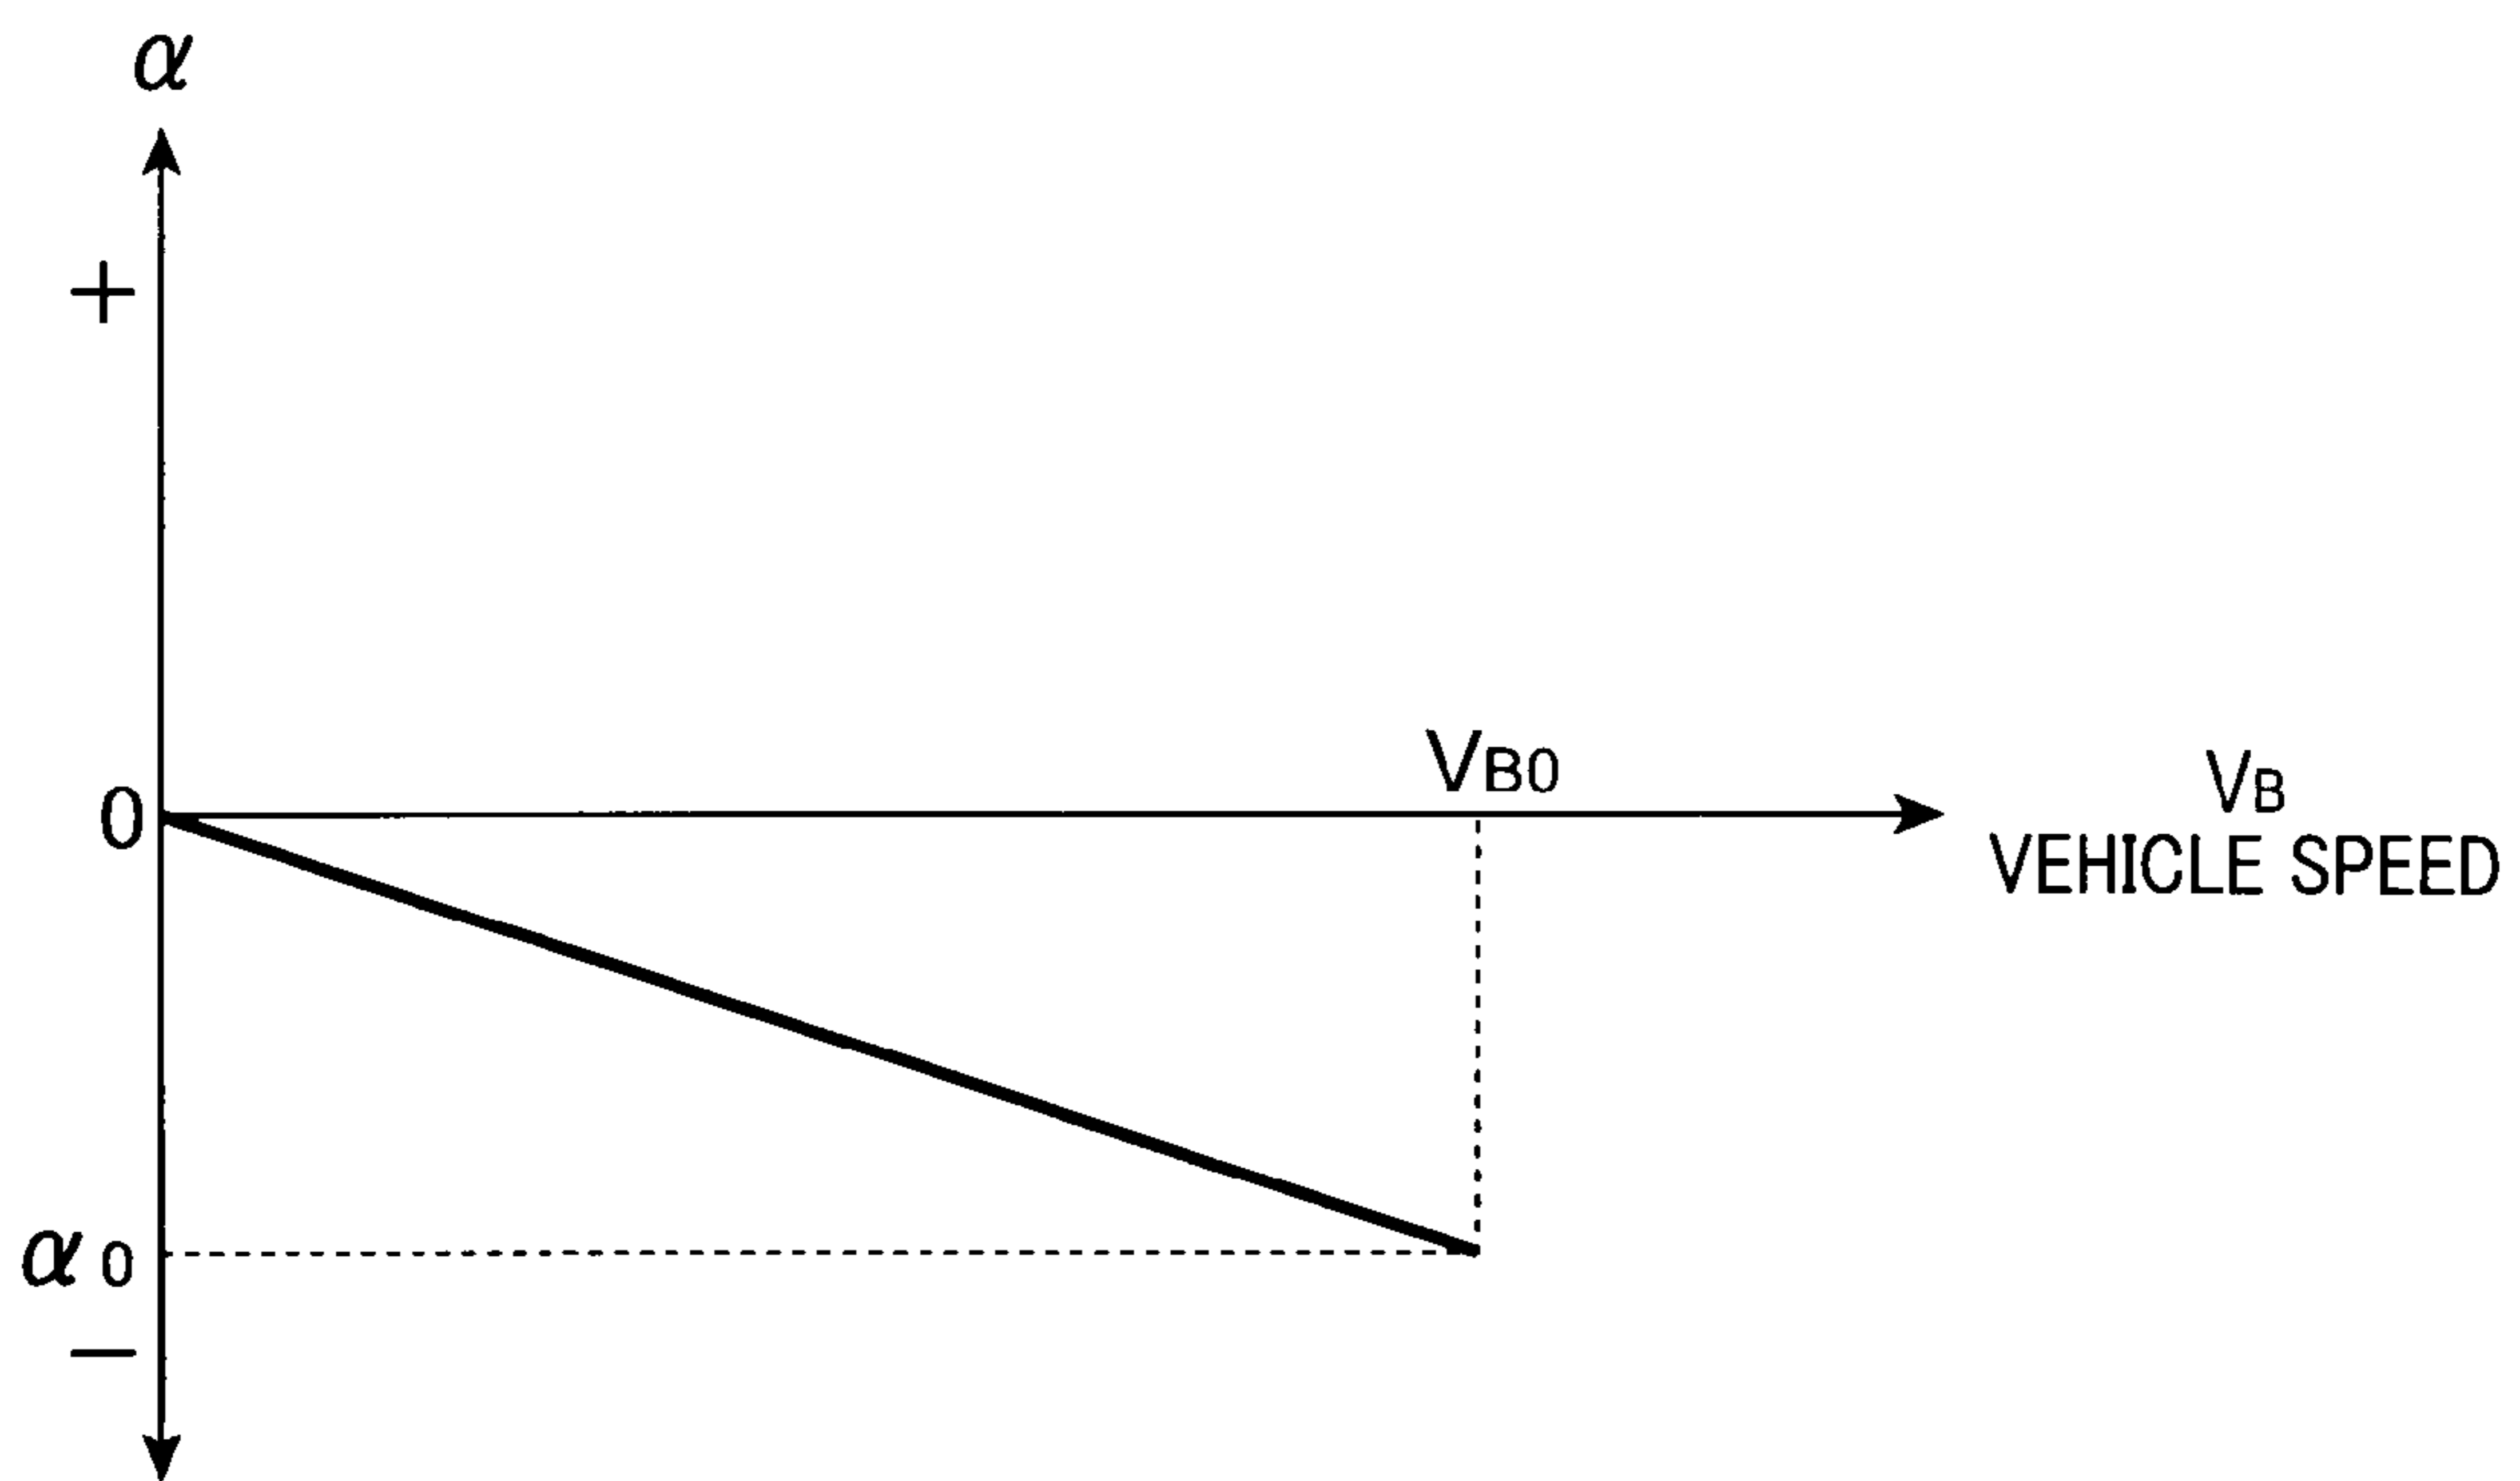 α
+
VB0
0
VB
VEHICLE SPEED
α0
−